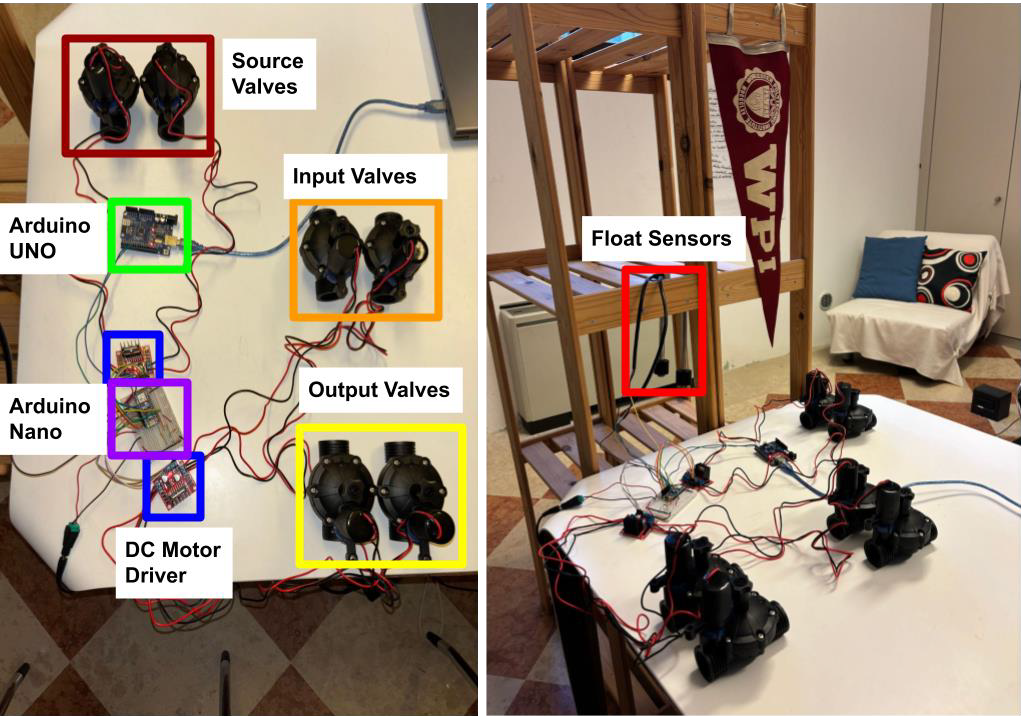 Source
Valves
Input Valves
Arduino
UNO
Output Valves
Arduino
Nano
DC Motor
Driver
Float Sensors
WPI